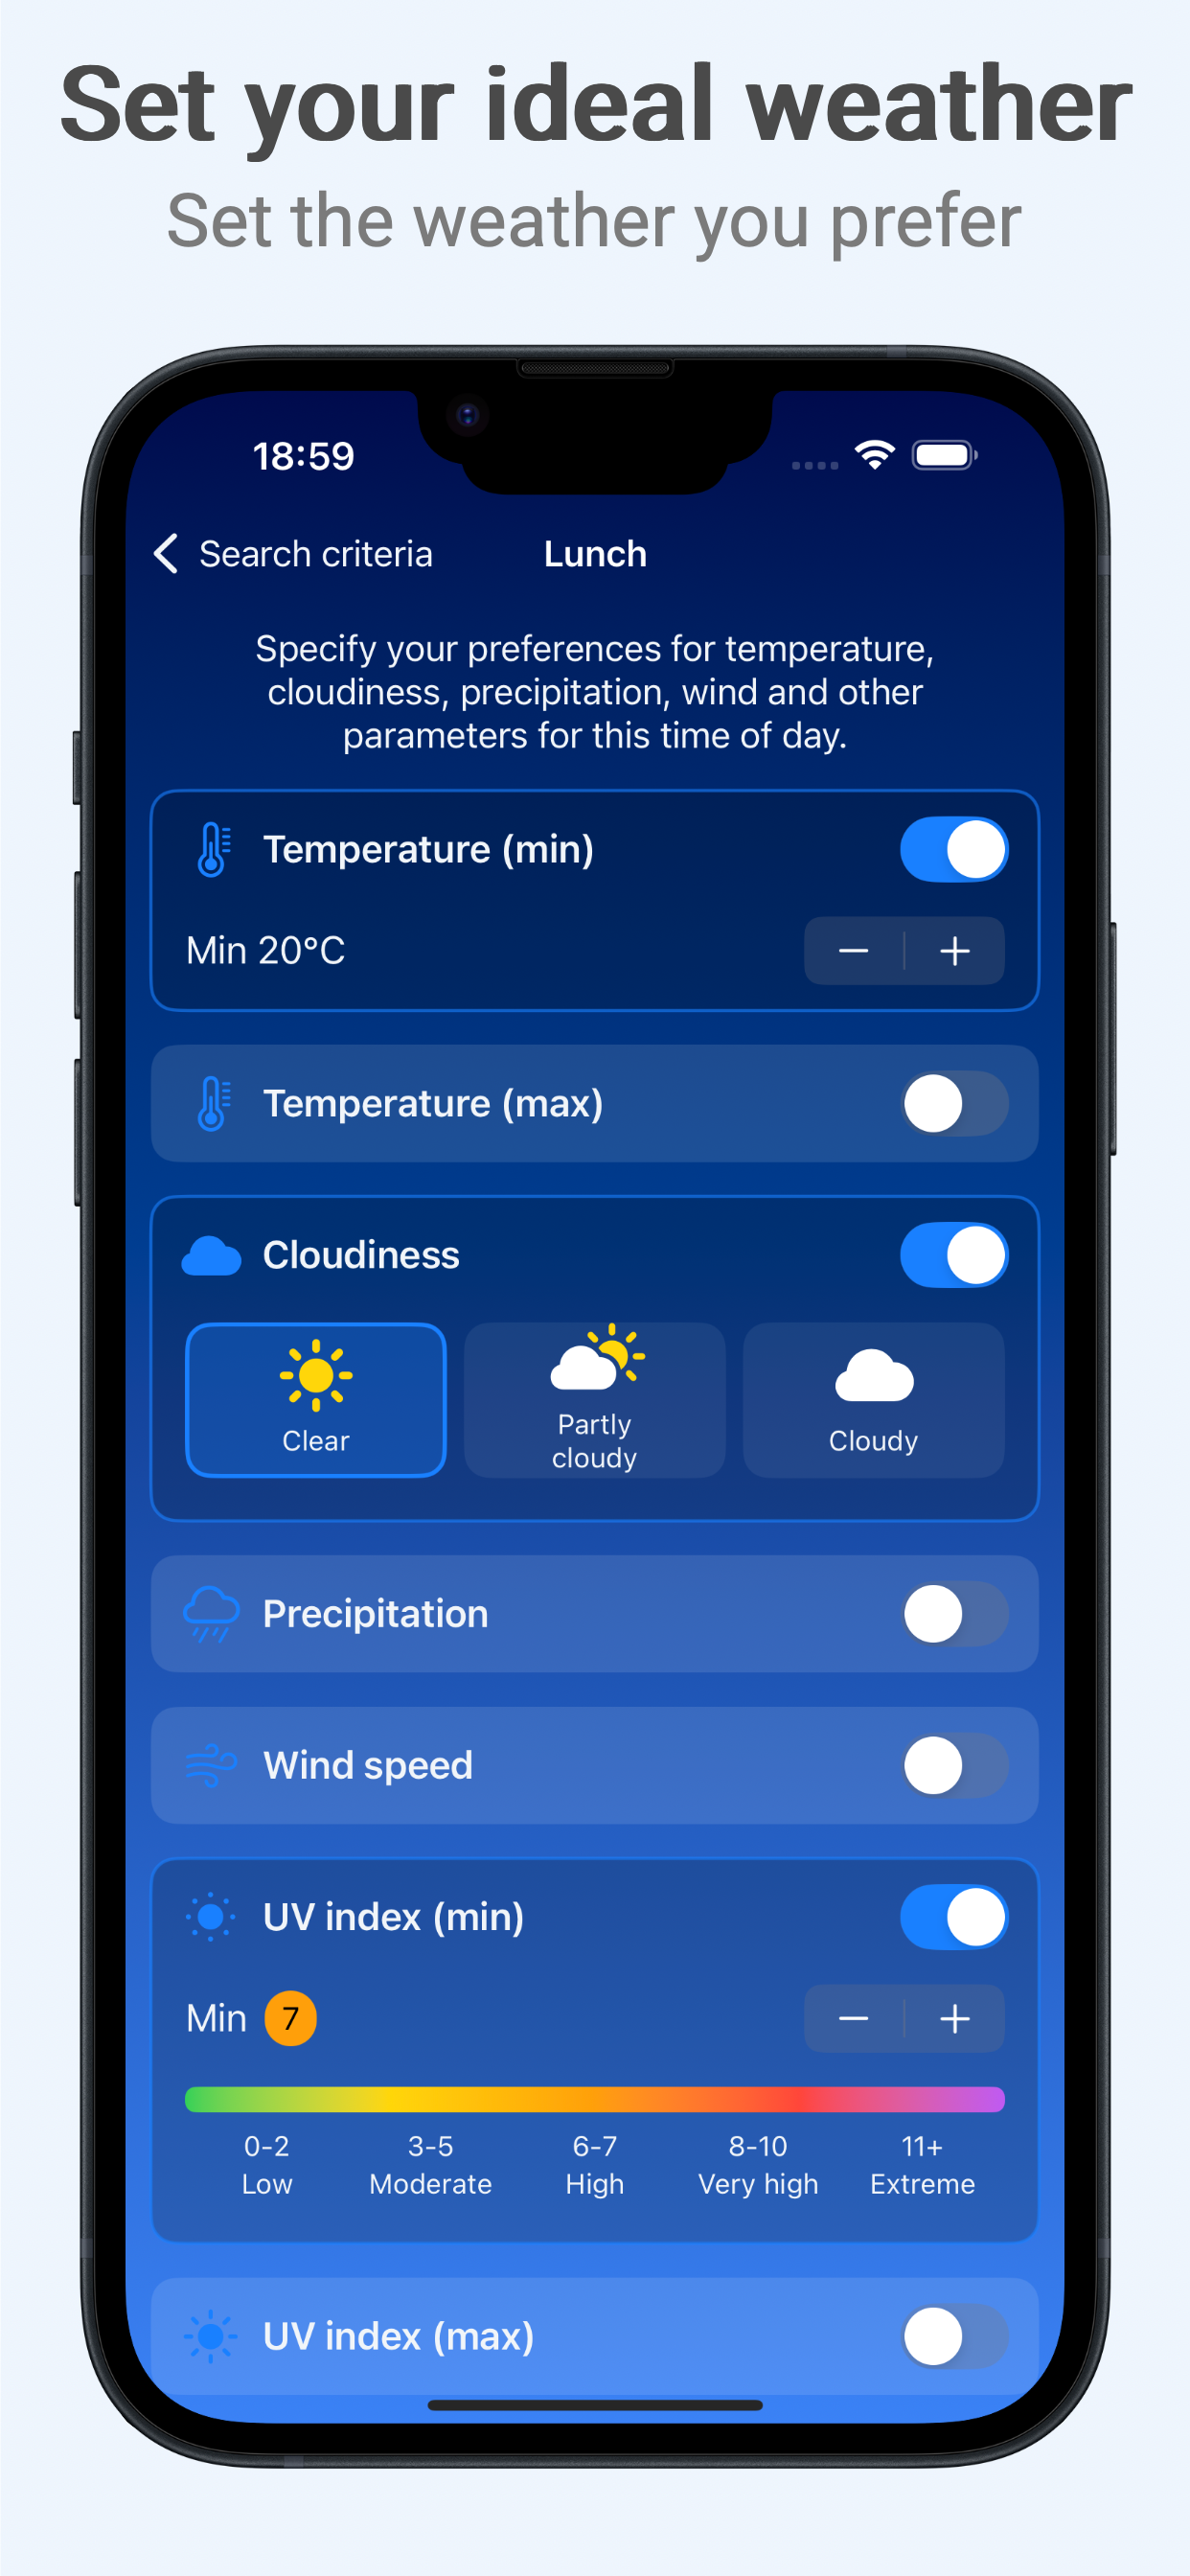 Set your ideal weather
Set the weather you prefer
18:59
Search criteria
Lunch
Specify your preferences for temperature,
cloudiness, precipitation, wind and other
parameters for this time of day.
Temperature (min)
Min 20°C
− +
Temperature (max)
Cloudiness
Clear
Partly
cloudy
Cloudy
Precipitation
Wind speed
UV index (min)
Min 7
− +
0-2 3-5 6-7 8-10 11+
Low Moderate High Very high Extreme
UV index (max)